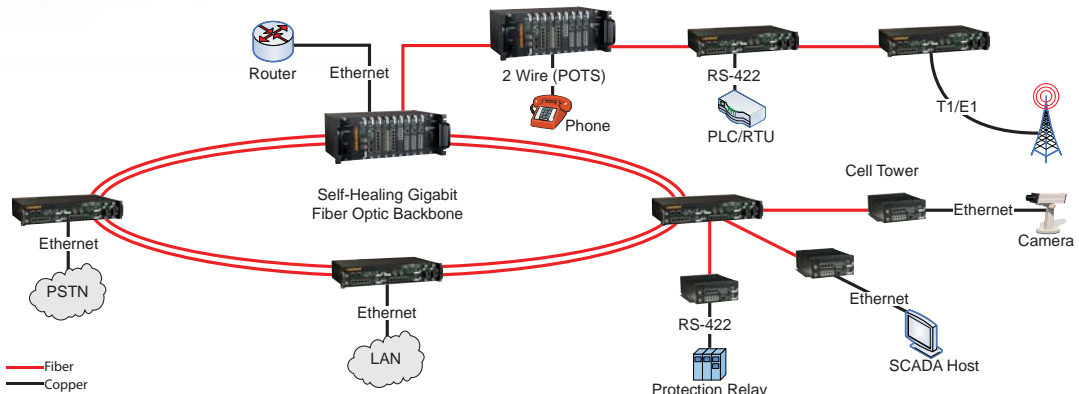 Router
Ethernet
2 Wire (POTS)
Phone
RS-422
PLC/RTU
T1/E1
Cell Tower
Self-Healing Gigabit
Fiber Optic Backbone
Ethernet
PSTN
Ethernet
LAN
Ethernet
Camera
RS-422
Protection Relay
Ethernet
SCADA Host
Fiber
Copper